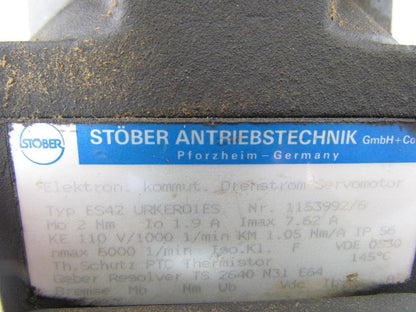 STÖBER
STÖBER ANTRIEBSTECHNIK GmbH+Co
Pforzheim - Germany
Elektron. kommut. Drehstrom Servomotor
Typ ES42 URKER01ES. Nr. 1153992/6
Mo 2 Nm Io 1.9 A Imax 7.62 A
KE 110 V/1000 1/min KM 1.05 Nm/A IP 56
nmax 6000 1/min Iso.Kl. F VDE 0530
Th.Schutz PTC Thermistor 145°C
Geber Resolver TS 2640 N31 E64
Bremse Mb Nm Ub Vdc